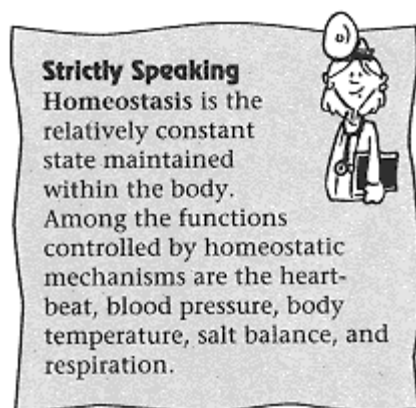 Strictly Speaking
Homeostasis is the
relatively constant
state maintained
within the body.
Among the functions
controlled by homeostatic
mechanisms are the heart-
beat, blood pressure, body
temperature, salt balance, and
respiration.